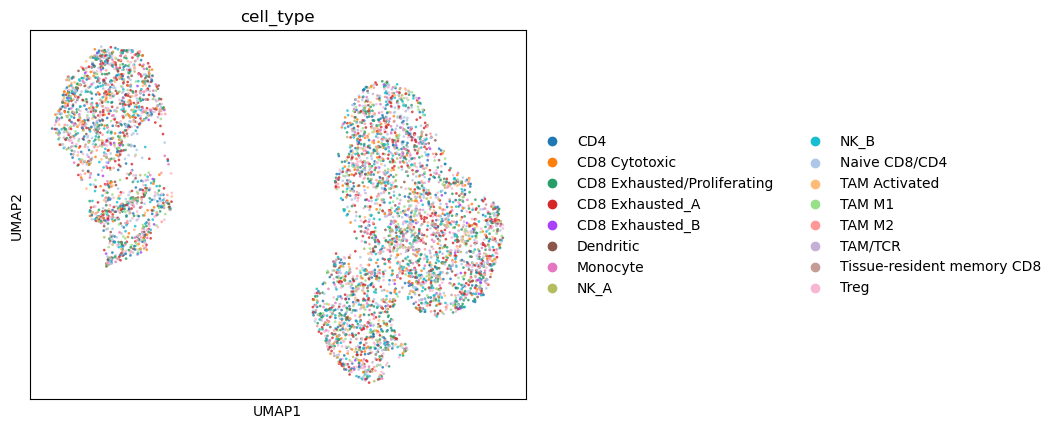 cell_type
UMAP2
UMAP1
CD4
CD8 Cytotoxic
CD8 Exhausted/Proliferating
CD8 Exhausted_A
CD8 Exhausted_B
Dendritic
Monocyte
NK_A
NK_B
Naive CD8/CD4
TAM Activated
TAM M1
TAM M2
TAM/TCR
Tissue-resident memory CD8
Treg